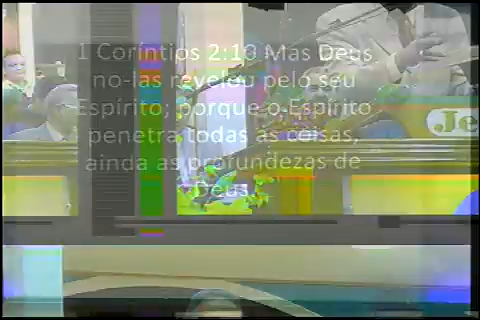 I Coríntios 2:10 Mas Deus
no-las revelou pelo seu
Espírito; porque o Espírito
penetra todas as coisas,
ainda as profundezas de
Deus.
Je